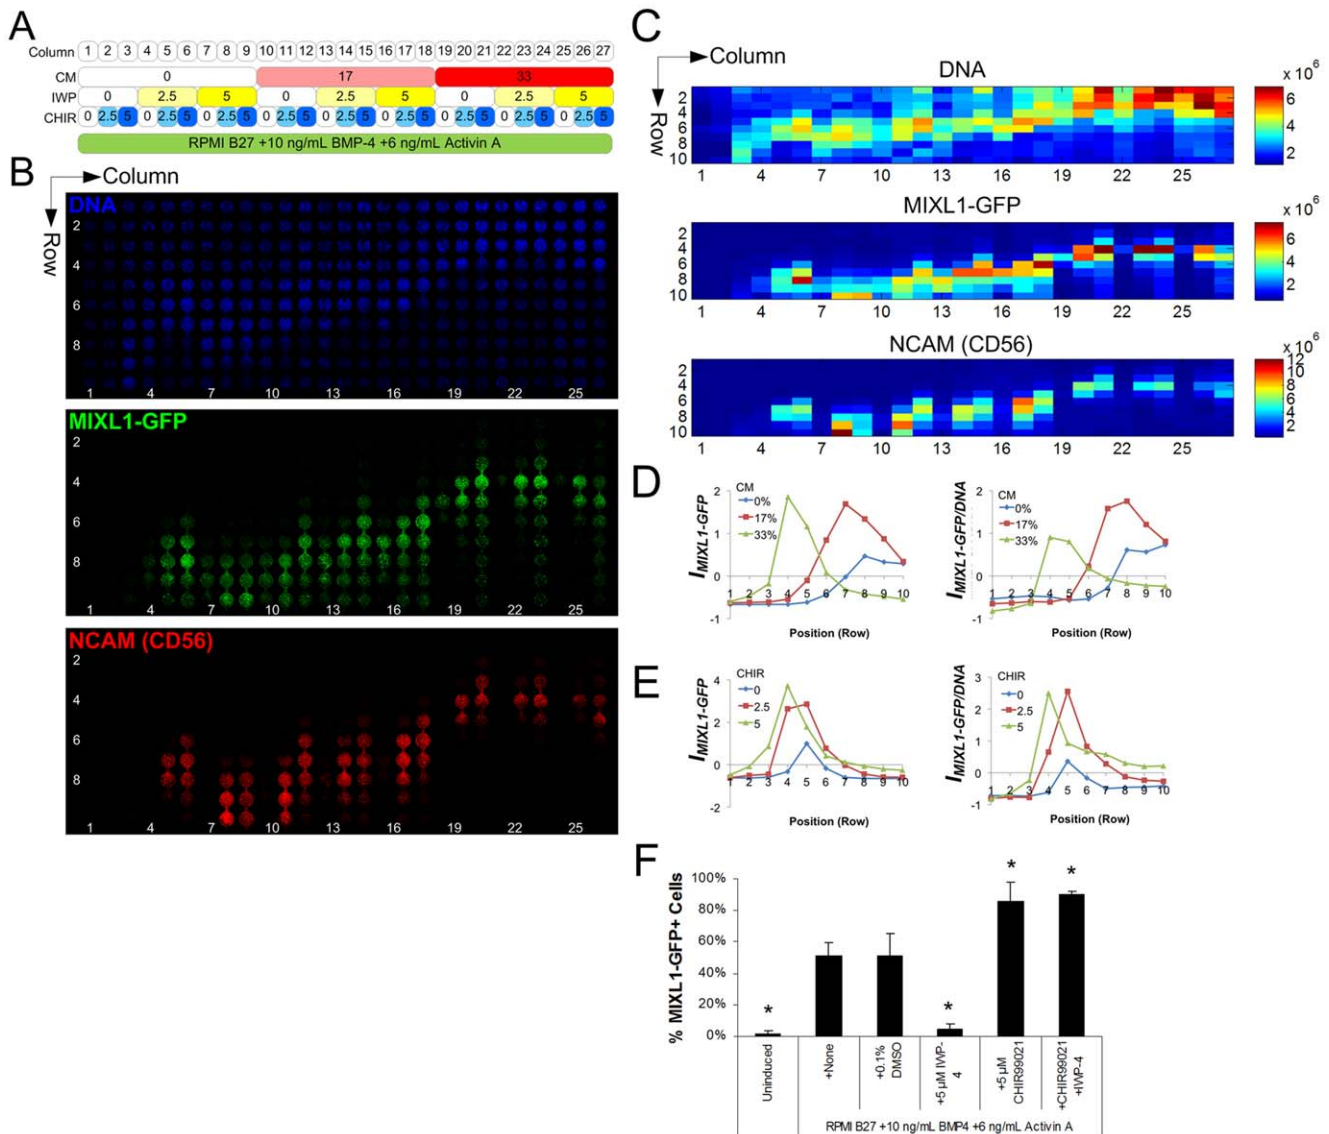 A
Column 1 2 3 4 5 6 7 8 9 10 11 12 13 14 15 16 17 18 19 20 21 22 23 24 25 26 27
CM 0 17 33
IWP 0 2.5 5 0 2.5 5 0 2.5 5
CHIR 0 2.5 5 0 2.5 5 0 2.5 5 0 2.5 5 0 2.5 5 0 2.5 5 0 2.5 5 0 2.5 5 0 2.5 5
RPMI B27 +10 ng/mL BMP-4 +6 ng/mL Activin A
B
Column
Row
DNA
2
4
6
8
1 4 7 10 13 16 19 22 25
MIXL1-GFP
2
4
6
8
1 4 7 10 13 16 19 22 25
NCAM (CD56)
2
4
6
8
1 4 7 10 13 16 19 22 25
C
Column
Row
DNA
2
4
6
8
10
1 4 7 10 13 16 19 22 25
x 10^6
6
4
2
MIXL1-GFP
2
4
6
8
10
1 4 7 10 13 16 19 22 25
x 10^6
6
4
2
NCAM (CD56)
2
4
6
8
10
1 4 7 10 13 16 19 22 25
x 10^6
12
10
8
6
4
2
D
I MIXL1-GFP
2
1
0
-1
CM
0%
17%
33%
1 2 3 4 5 6 7 8 9 10
Position (Row)
I MIXL1-GFP/DNA
2
1
0
-1
CM
0%
17%
33%
1 2 3 4 5 6 7 8 9 10
Position (Row)
E
I MIXL1-GFP
4
2
0
-2
CHIR
0
2.5
5
1 2 3 4 5 6 7 8 9 10
Position (Row)
I MIXL1-GFP/DNA
3
2
1
0
-1
CHIR
0
2.5
5
1 2 3 4 5 6 7 8 9 10
Position (Row)
F
% MIXL1-GFP+ Cells
100%
80%
60%
40%
20%
0%
* * * *
Uninduced
+None
+0.1%
DMSO
+5 µM IWP-
4
+5 µM
CHIR99021
+CHIR99021
+IWP-4
RPMI B27 +10 ng/mL BMP4 +6 ng/mL Activin A